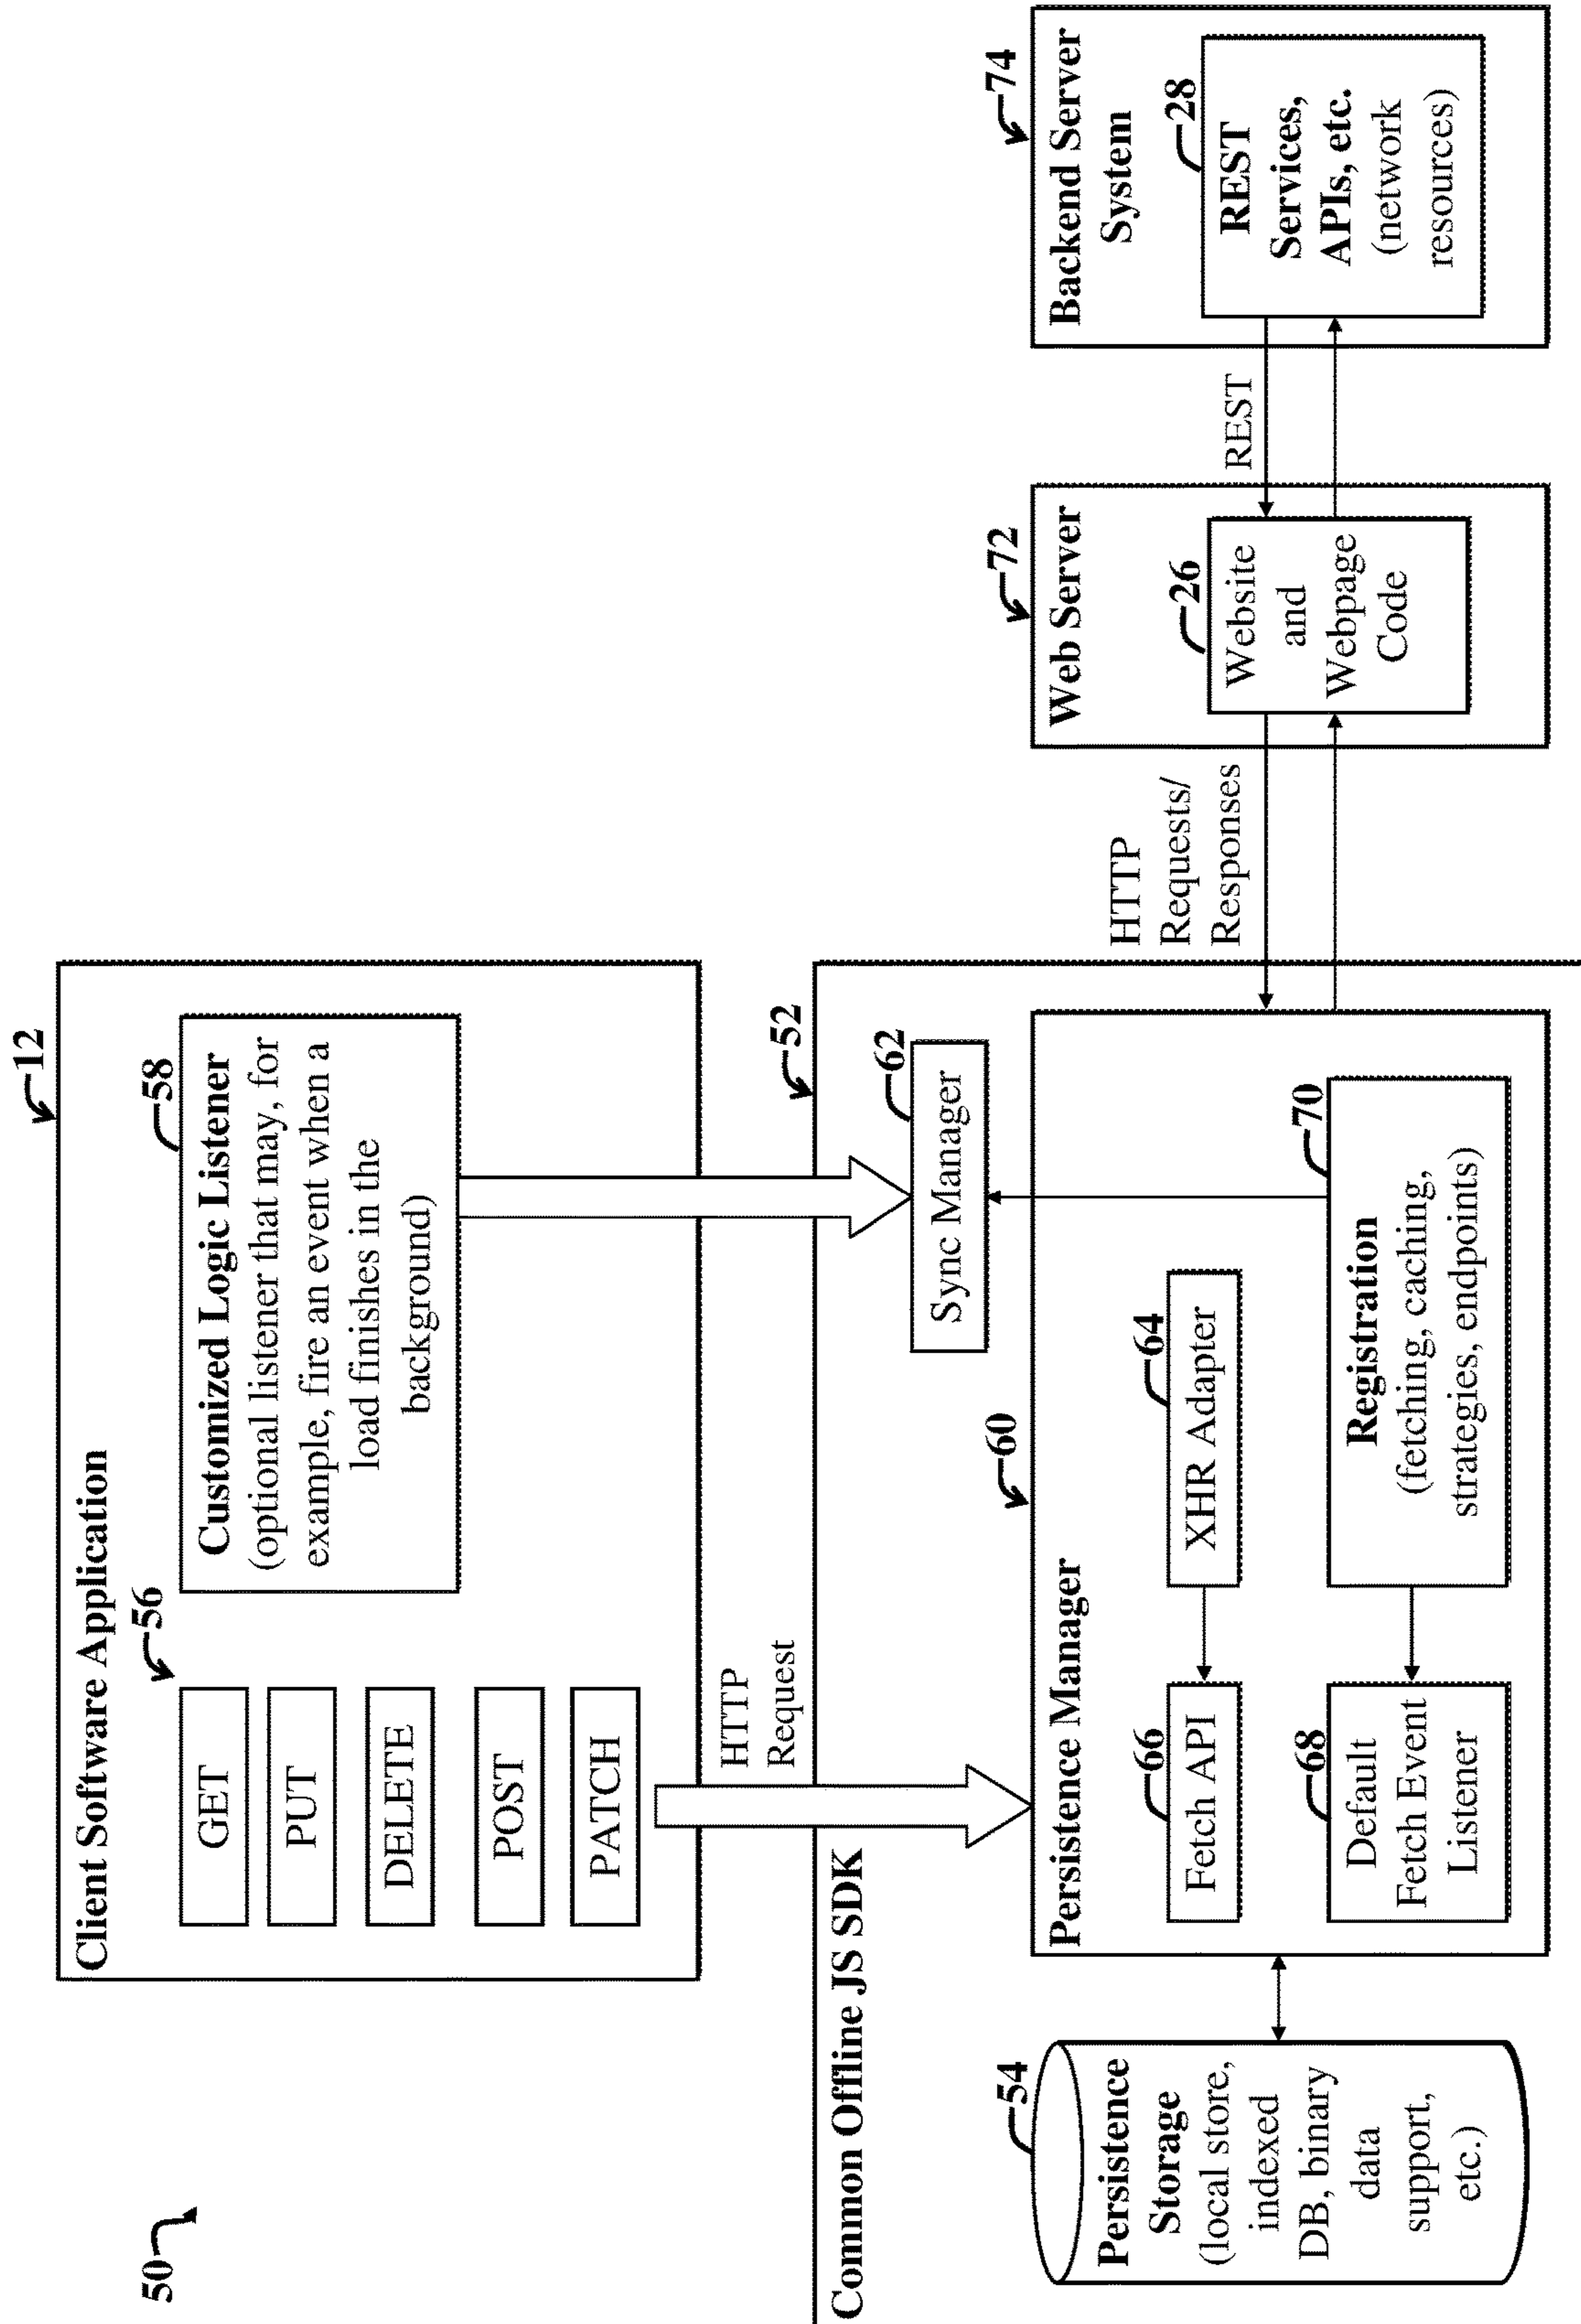 50
12
Client Software Application
56
GET
PUT
DELETE
POST
PATCH
58
Customized Logic Listener
(optional listener that may, for
example, fire an event when a
load finishes in the
background)
HTTP
Request
52
Common Offline JS SDK
62
Sync Manager
60
Persistence Manager
66
Fetch API
64
XHR Adapter
68
Default
Fetch Event
Listener
70
Registration
(fetching, caching,
strategies, endpoints)
54
Persistence
Storage
(local store,
indexed
DB, binary
data
support,
etc.)
HTTP
Requests/
Responses
72
Web Server
26
Website
and
Webpage
Code
REST
74
Backend Server
System
28
REST
Services,
APIs, etc.
(network
resources)